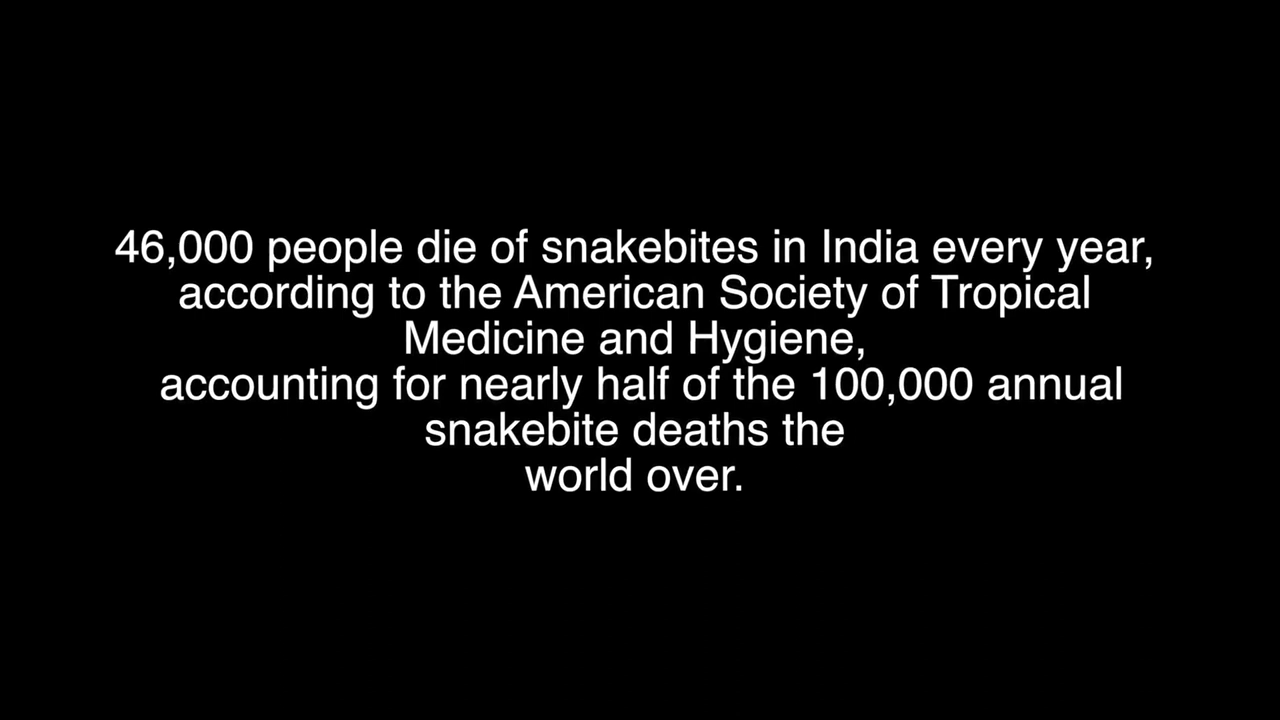 46,000 people die of snakebites in India every year,
according to the American Society of Tropical
Medicine and Hygiene,
accounting for nearly half of the 100,000 annual
snakebite deaths the
world over.